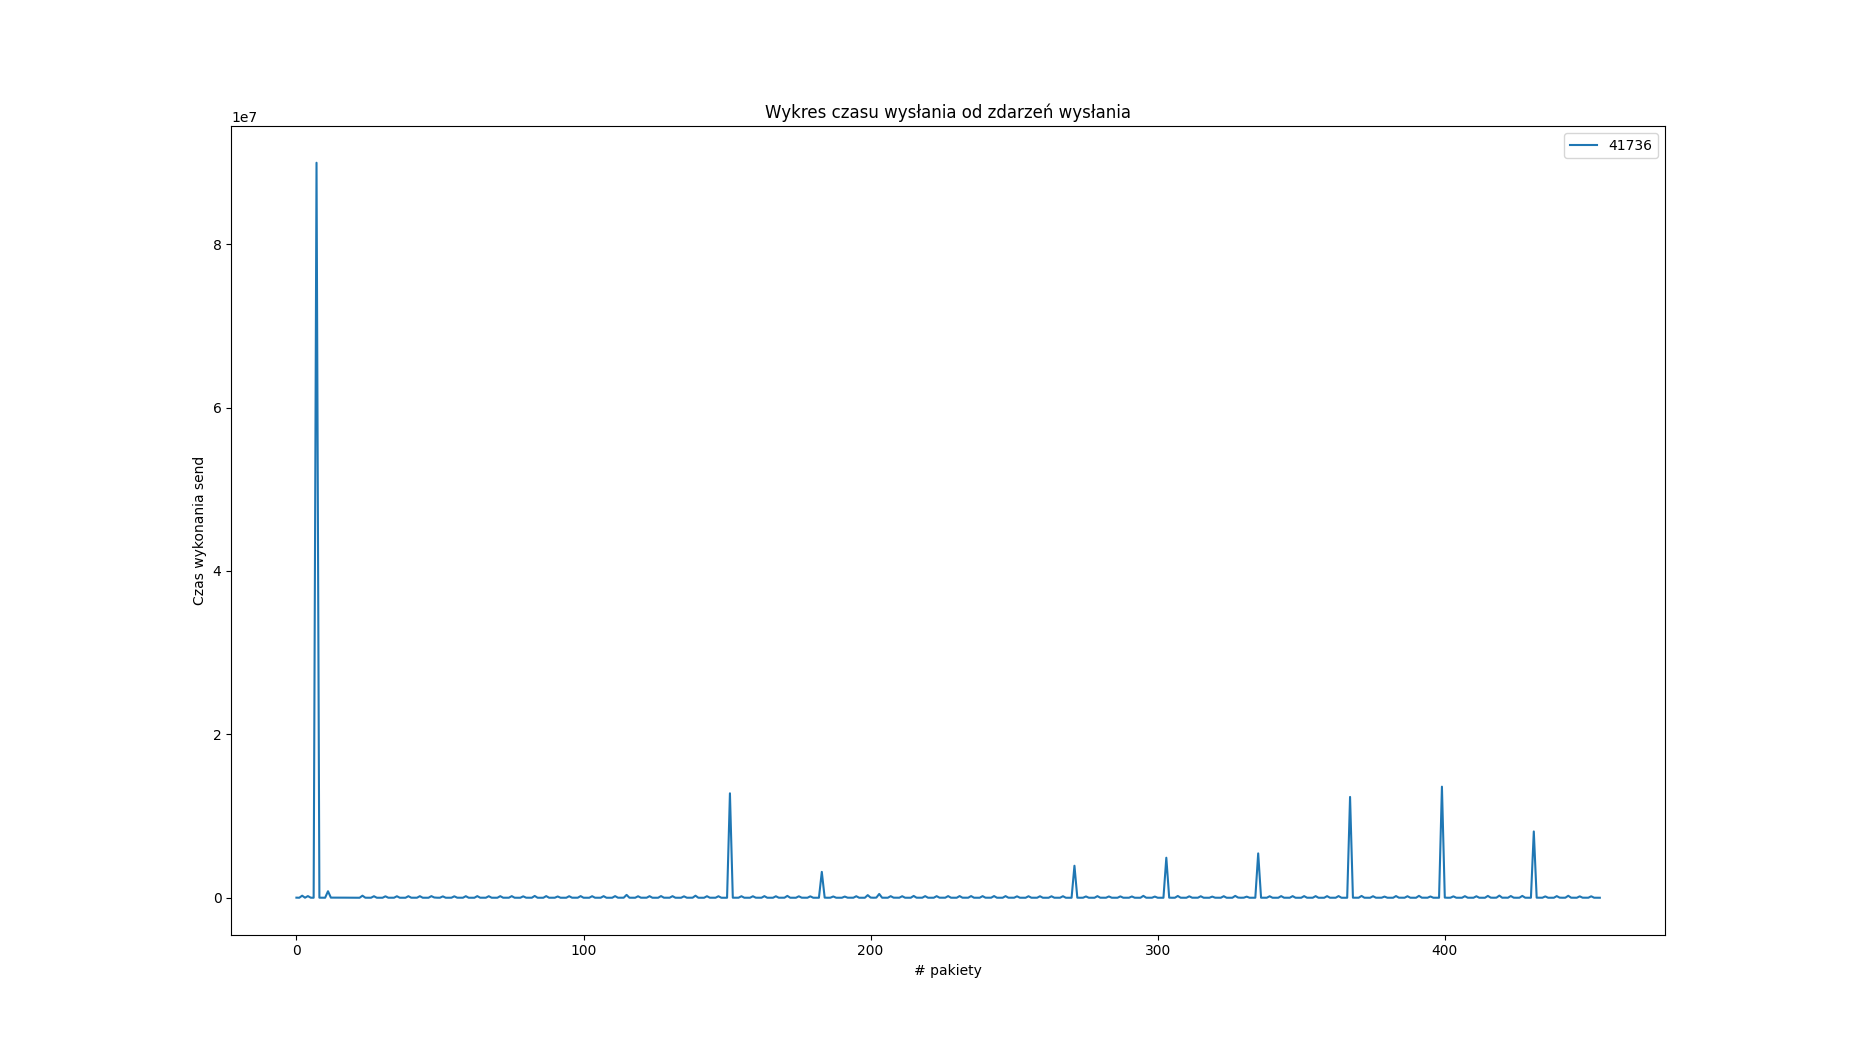 Wykres czasu wysłania od zdarzeń wysłania
1e7
41736
8
6
4
2
0
Czas wykonania send
0 100 200 300 400
# pakiety